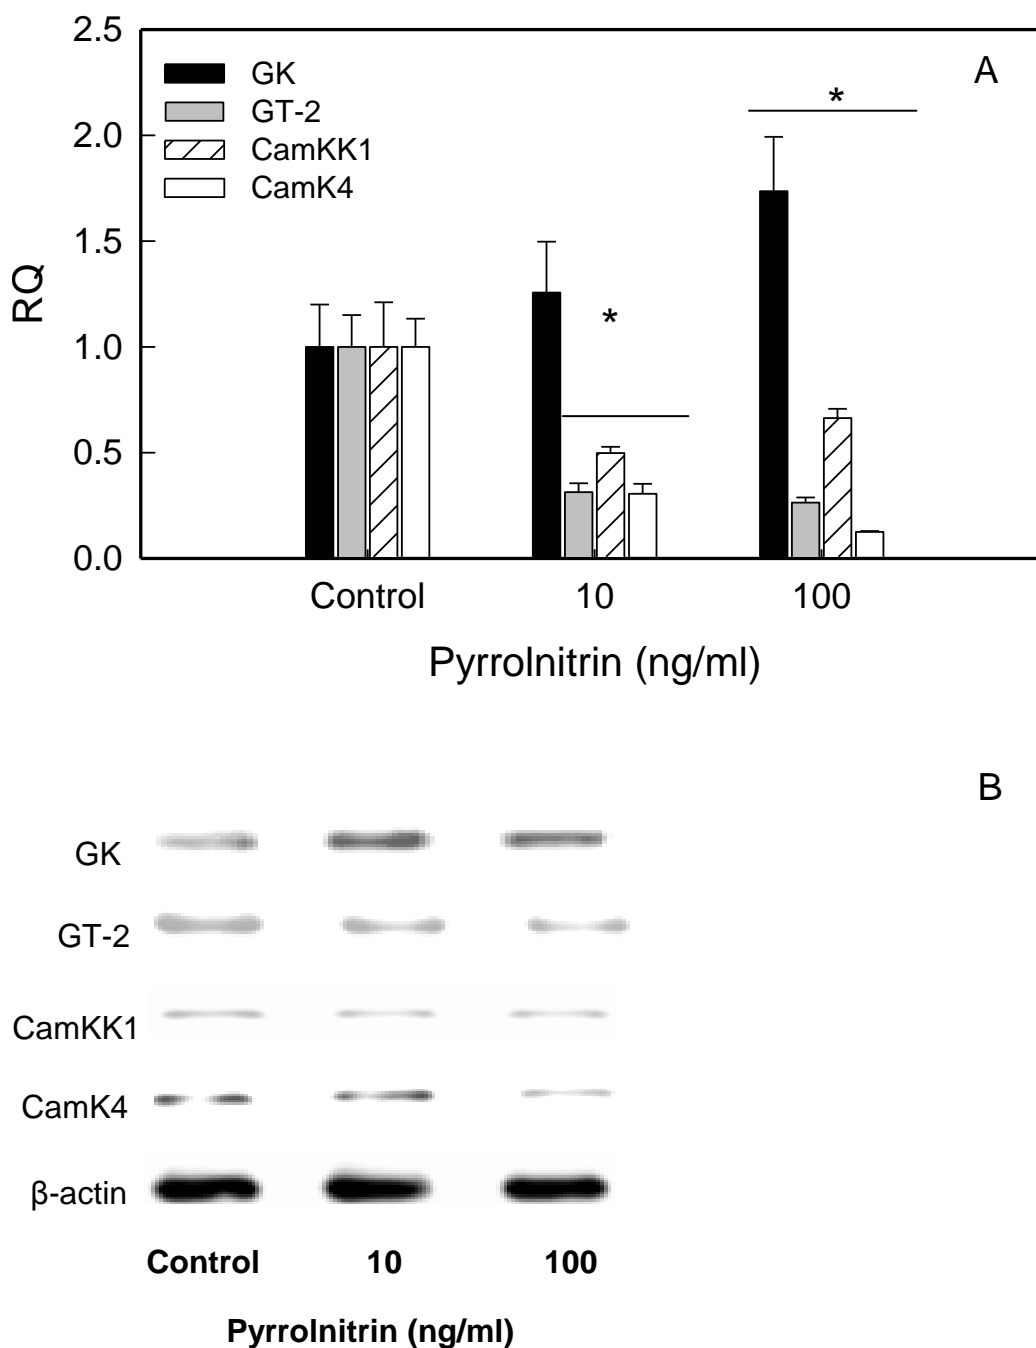 2.5
A
GK
GT-2
CamKK1
CamK4
*
2.0
1.5
RQ
*
1.0
0.5
0.0
Control 10 100
Pyrrolnitrin (ng/ml)
B
GK
GT-2
CamKK1
CamK4
β-actin
Control 10 100
Pyrrolnitrin (ng/ml)